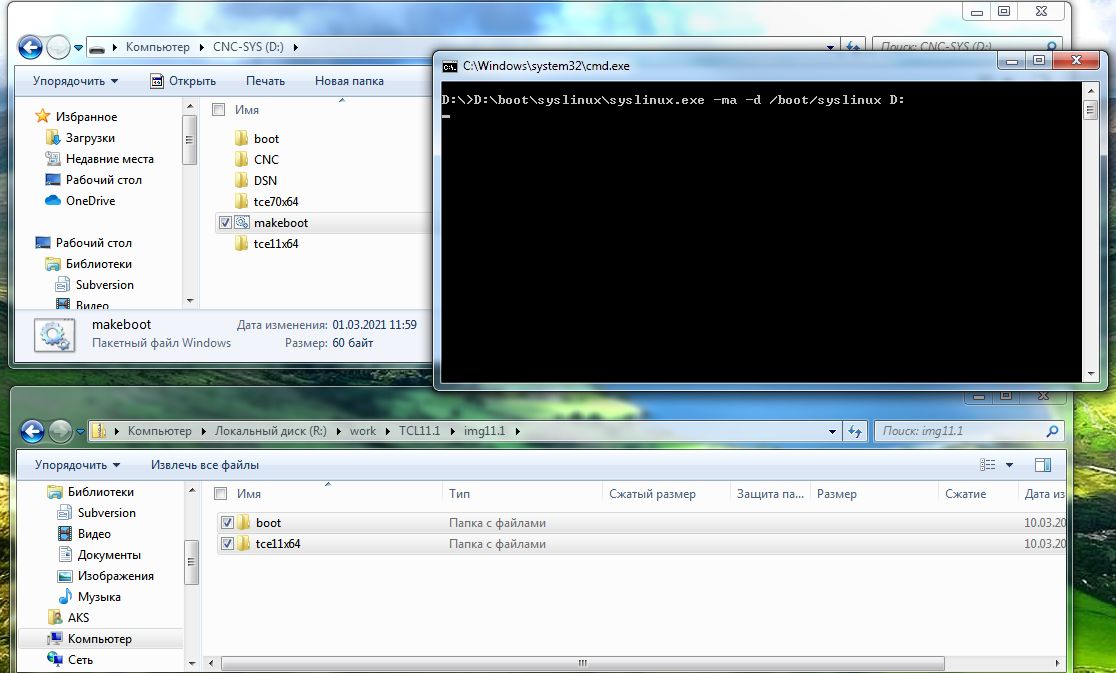 Компьютер ▸ CNC-SYS (D:) ▸
Поиск: CNC-SYS (D:)
Упорядочить Открыть Печать Новая папка
Избранное
Загрузки
Недавние места
Рабочий стол
OneDrive
Рабочий стол
Библиотеки
Subversion
Видео
Имя
boot
CNC
DSN
tce70x64
makeboot
tce11x64
makeboot
Пакетный файл Windows
Дата изменения: 01.03.2021 11:59
Размер: 60 байт
C:\Windows\system32\cmd.exe
D:\>D:\boot\syslinux\syslinux.exe -ma -d /boot/syslinux D:
Компьютер ▸ Локальный диск (R:) ▸ work ▸ TCL11.1 ▸ img11.1 ▸
Поиск: img11.1
Упорядочить Извлечь все файлы
Библиотеки
Subversion
Видео
Документы
Изображения
Музыка
AKS
Компьютер
Сеть
Имя Тип Сжатый размер Защита па... Размер Сжатие Дата из
boot Папка с файлами 10.03.20
tce11x64 Папка с файлами 10.03.20